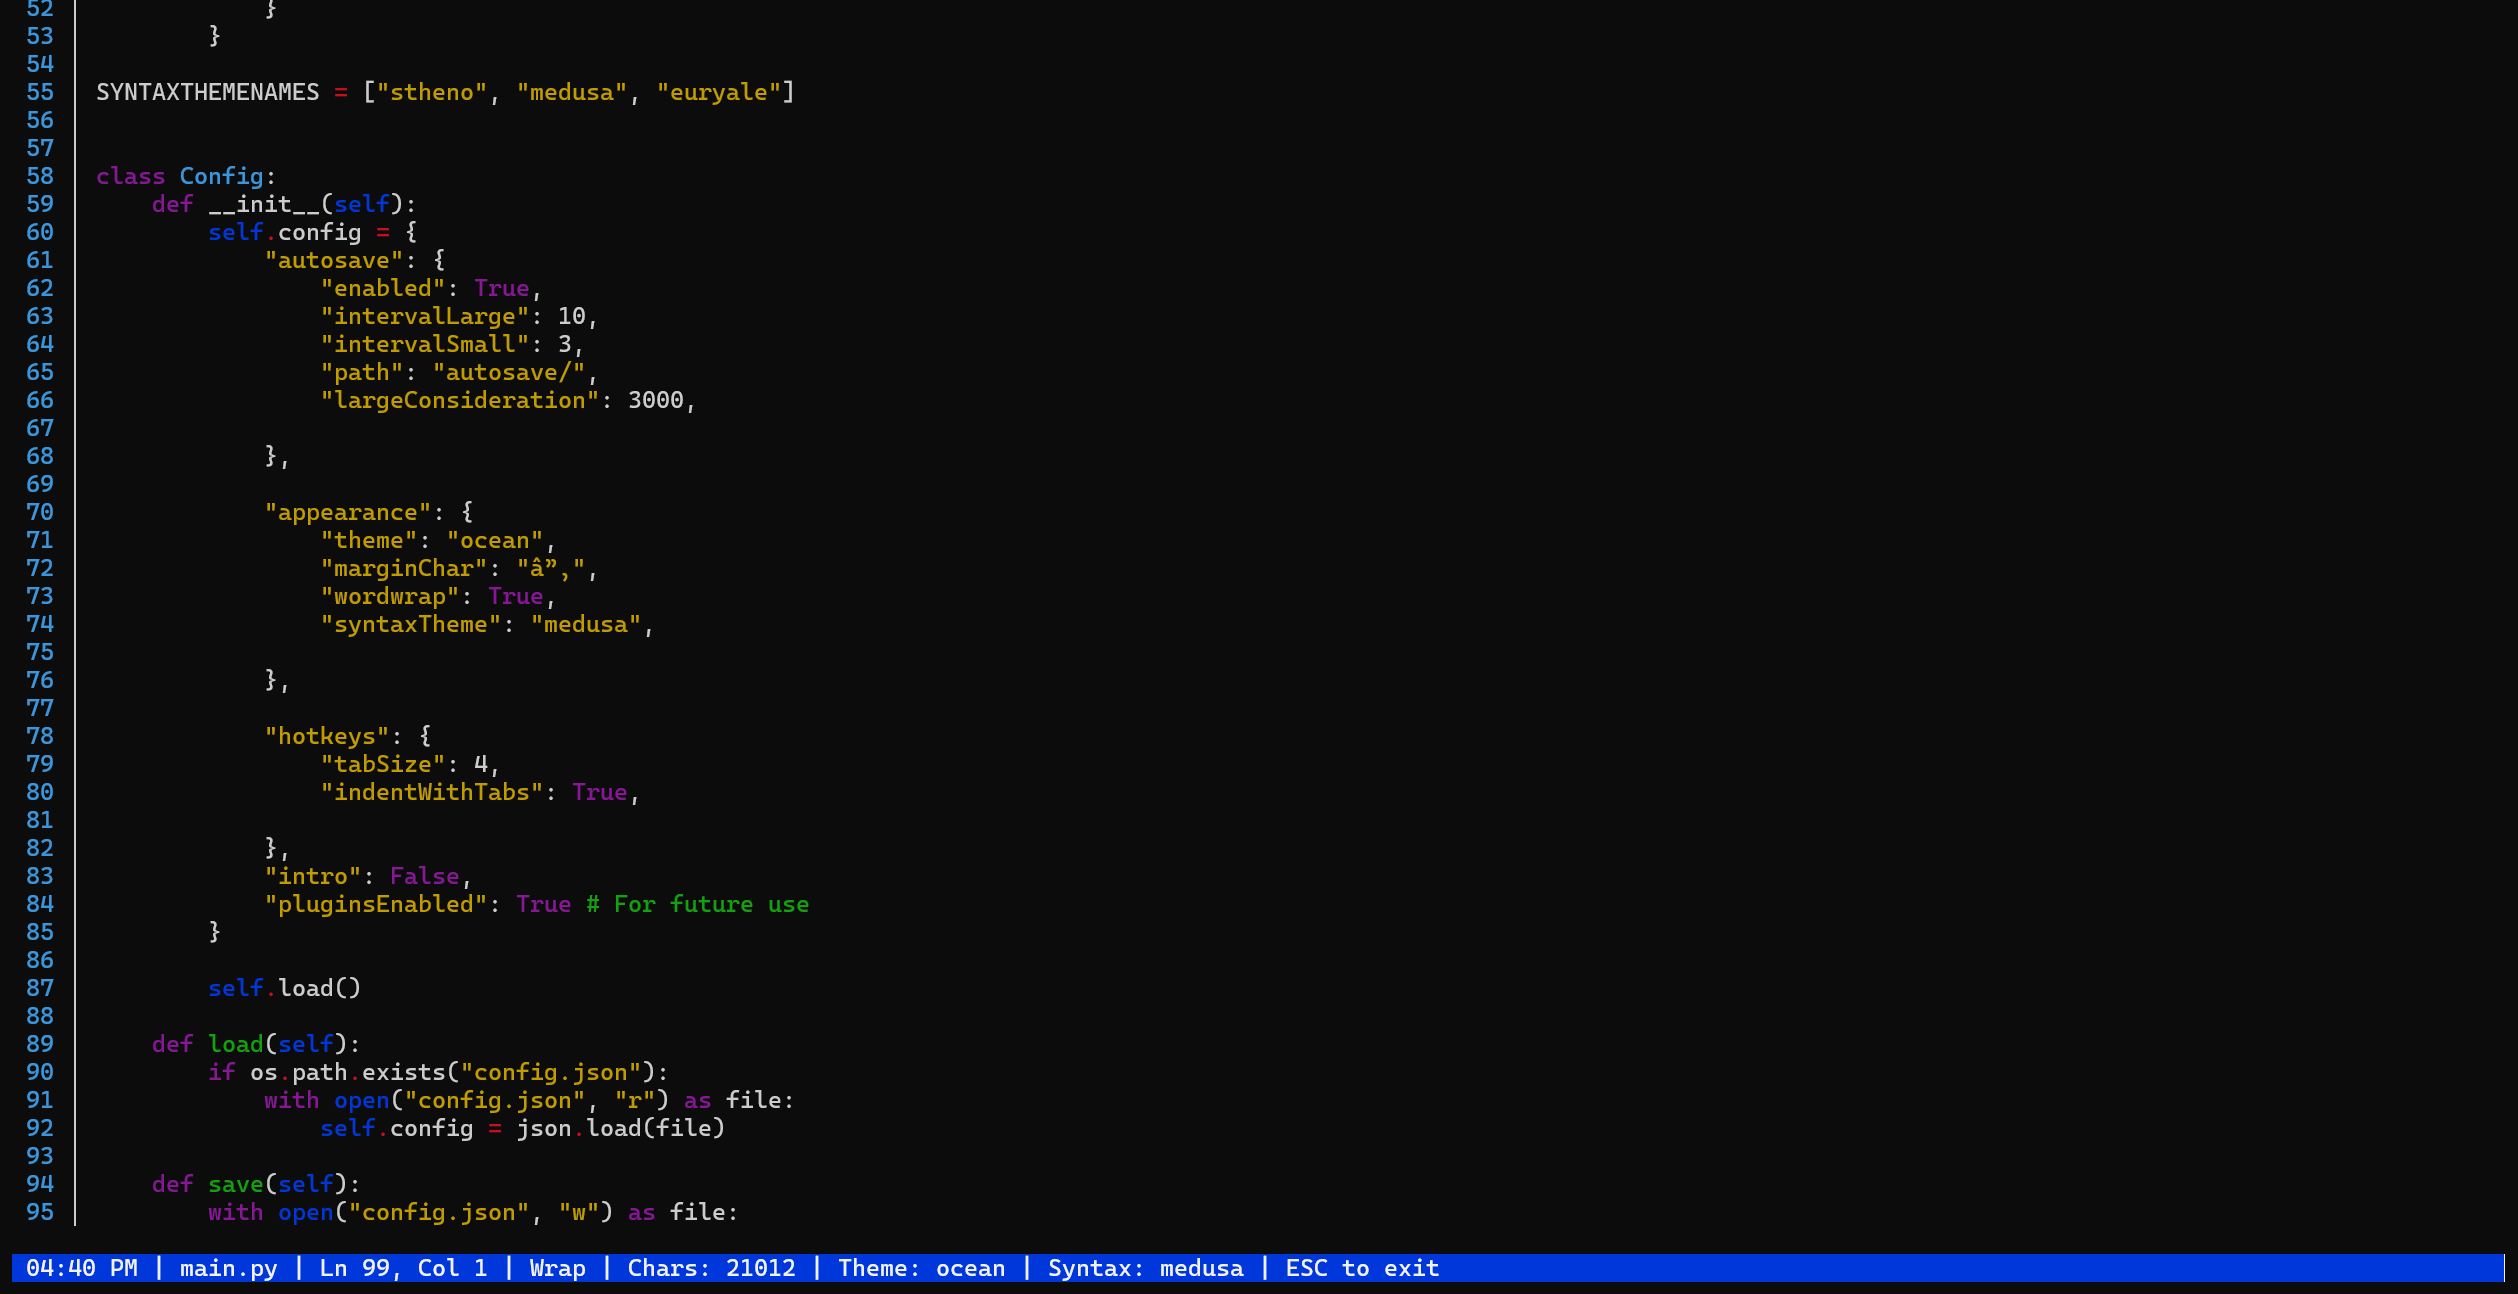 52             }
53         }
54
55 SYNTAXTHEMENAMES = ["stheno", "medusa", "euryale"]
56
57
58 class Config:
59     def __init__(self):
60         self.config = {
61             "autosave": {
62                 "enabled": True,
63                 "intervalLarge": 10,
64                 "intervalSmall": 3,
65                 "path": "autosave/",
66                 "largeConsideration": 3000,
67
68             },
69
70             "appearance": {
71                 "theme": "ocean",
72                 "marginChar": "â”‚",
73                 "wordwrap": True,
74                 "syntaxTheme": "medusa",
75
76             },
77
78             "hotkeys": {
79                 "tabSize": 4,
80                 "indentWithTabs": True,
81
82             },
83             "intro": False,
84             "pluginsEnabled": True # For future use
85         }
86
87         self.load()
88
89     def load(self):
90         if os.path.exists("config.json"):
91             with open("config.json", "r") as file:
92                 self.config = json.load(file)
93
94     def save(self):
95         with open("config.json", "w") as file:
04:40 PM | main.py | Ln 99, Col 1 | Wrap | Chars: 21012 | Theme: ocean | Syntax: medusa | ESC to exit